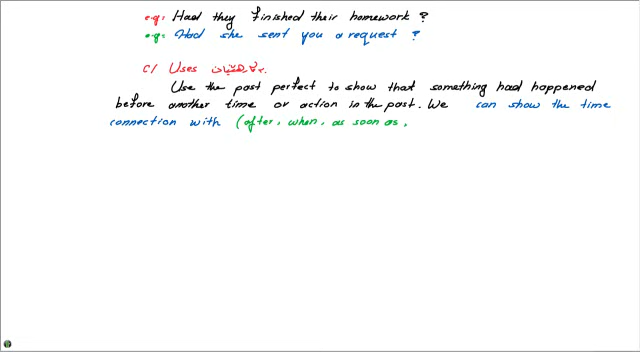 e.g: Had they finished their homework ?
e.g: Had she sent you a request ?
C/ Uses بەکارهێنان.
Use the past perfect to show that something had happened
before another time or action in the past. We can show the time
connection with (after, when, as soon as,